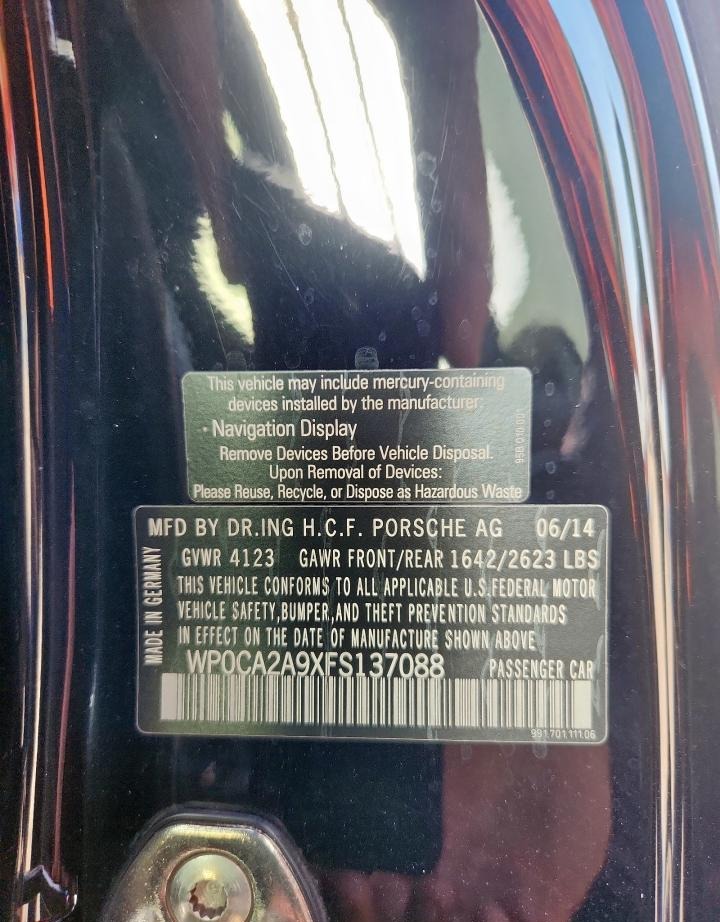 This vehicle may include mercury-containing
devices installed by the manufacturer:
· Navigation Display
Remove Devices Before Vehicle Disposal.
Upon Removal of Devices:
Please Reuse, Recycle, or Dispose as Hazardous Waste
95B.010.001
MFD BY DR.ING H.C.F. PORSCHE AG 06/14
GVWR 4123 GAWR FRONT/REAR 1642/2623 LBS
THIS VEHICLE CONFORMS TO ALL APPLICABLE U.S.FEDERAL MOTOR
VEHICLE SAFETY,BUMPER,AND THEFT PREVENTION STANDARDS
IN EFFECT ON THE DATE OF MANUFACTURE SHOWN ABOVE
MADE IN GERMANY
WP0CA2A9XFS137088 PASSENGER CAR
991.701.111.06